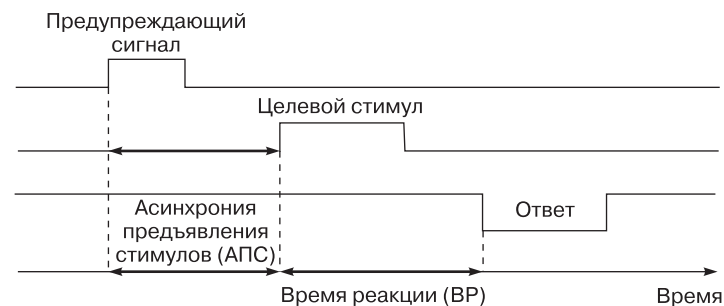 Предупреждающий
сигнал
Целевой стимул
Асинхрония
предъявления
стимулов (АПС)
Ответ
Время реакции (ВР)
Время